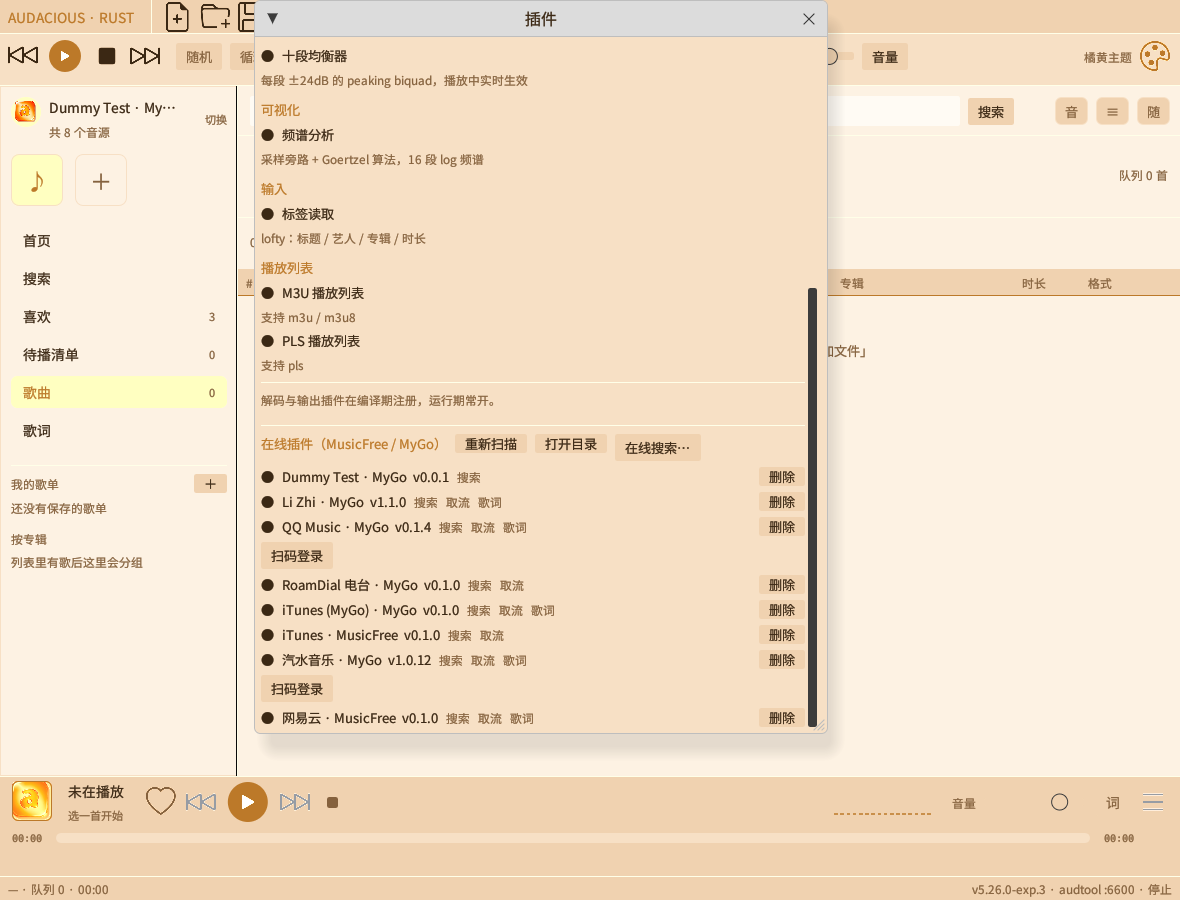 AUDACIOUS · RUST
随机
音量
橘黄主题
Dummy Test · My…
共 8 个音源
切换
首页
搜索
喜欢 3
待播清单 0
歌曲 0
歌词
我的歌单
+
还没有保存的歌单
按专辑
列表里有歌后这里会分组
▼ 插件
十段均衡器
每段 ±24dB 的 peaking biquad，播放中实时生效
可视化
频谱分析
采样旁路 + Goertzel 算法，16 段 log 频谱
输入
标签读取
lofty：标题 / 艺人 / 专辑 / 时长
播放列表
M3U 播放列表
支持 m3u / m3u8
PLS 播放列表
支持 pls
解码与输出插件在编译期注册，运行期常开。
在线插件（MusicFree / MyGo） 重新扫描 打开目录 在线搜索…
Dummy Test · MyGo v0.0.1 搜索 删除
Li Zhi · MyGo v1.1.0 搜索 取流 歌词 删除
QQ Music · MyGo v0.1.4 搜索 取流 歌词 删除
扫码登录
RoamDial 电台 · MyGo v0.1.0 搜索 取流 删除
iTunes (MyGo) · MyGo v0.1.0 搜索 取流 歌词 删除
iTunes · MusicFree v0.1.0 搜索 取流 删除
汽水音乐 · MyGo v1.0.12 搜索 取流 歌词 删除
扫码登录
网易云 · MusicFree v0.1.0 搜索 取流 歌词 删除
搜索 音 随
队列 0 首
# 专辑 时长 格式
文件」
未在播放
选一首开始
音量
词
00:00 00:00
— · 队列 0 · 00:00
v5.26.0-exp.3 · audtool :6600 · 停止